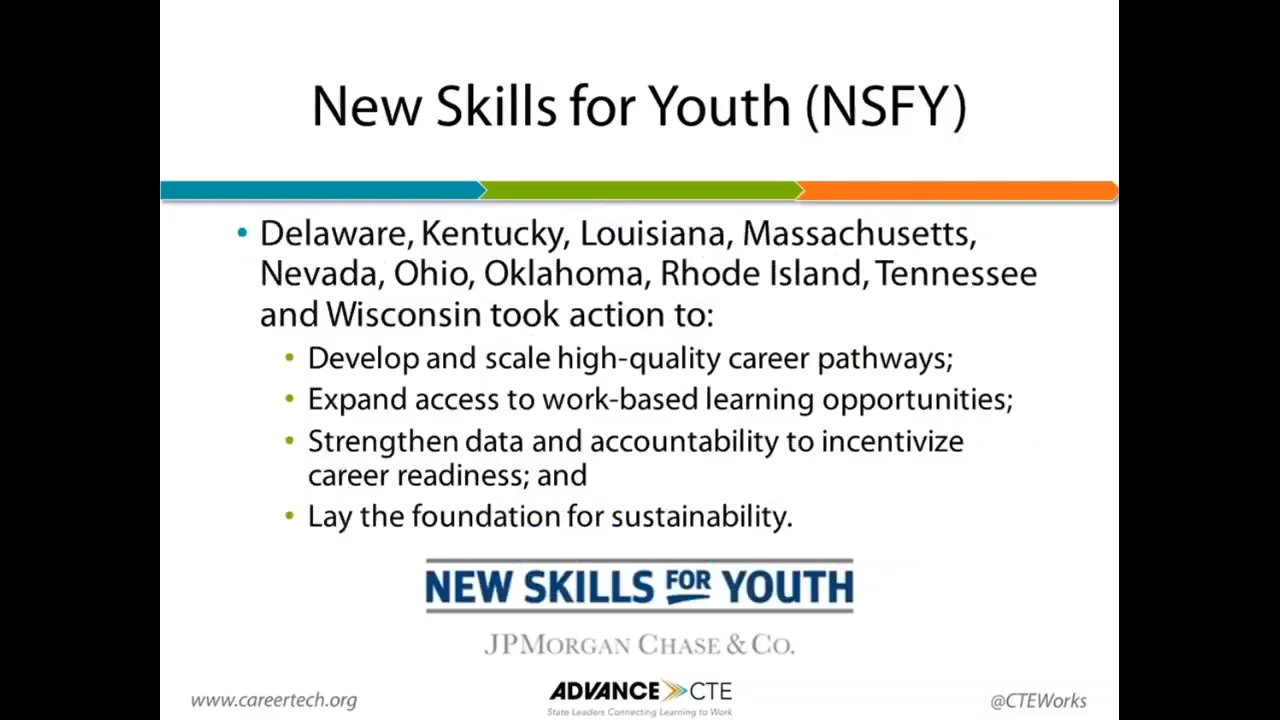 New Skills for Youth (NSFY)
• Delaware, Kentucky, Louisiana, Massachusetts,
Nevada, Ohio, Oklahoma, Rhode Island, Tennessee
and Wisconsin took action to:
• Develop and scale high-quality career pathways;
• Expand access to work-based learning opportunities;
• Strengthen data and accountability to incentivize
career readiness; and
• Lay the foundation for sustainability.
NEW SKILLS FOR YOUTH
JPMORGAN CHASE & CO.
www.careertech.org
ADVANCE CTE
State Leaders Connecting Learning to Work
@CTEWorks